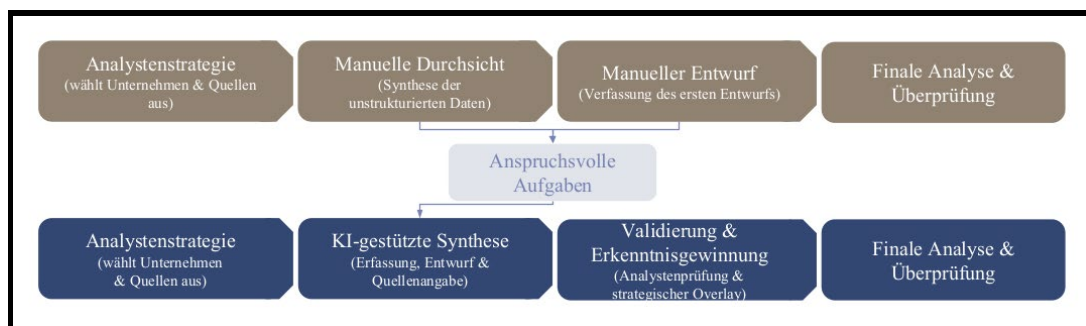 Analystenstrategie
(wählt Unternehmen & Quellen
aus)
Manuelle Durchsicht
(Synthese der
unstrukturierten Daten)
Manueller Entwurf
(Verfassung des ersten Entwurfs)
Finale Analyse &
Überprüfung
Anspruchsvolle
Aufgaben
Analystenstrategie
(wählt Unternehmen
& Quellen aus)
KI-gestützte Synthese
(Erfassung, Entwurf &
Quellenangabe)
Validierung &
Erkenntnisgewinnung
(Analystenprüfung &
strategischer Overlay)
Finale Analyse &
Überprüfung